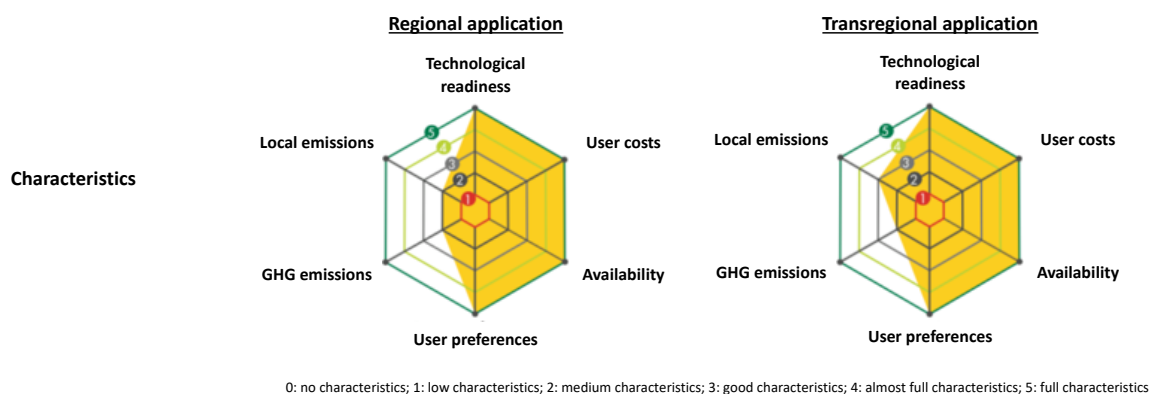 Regional application
Transregional application
Technological
readiness
Technological
readiness
Local emissions
5
4
3
2
1
User costs
Local emissions
5
4
3
2
1
User costs
Characteristics
GHG emissions
Availability
GHG emissions
Availability
User preferences
User preferences
0: no characteristics; 1: low characteristics; 2: medium characteristics; 3: good characteristics; 4: almost full characteristics; 5: full characteristics